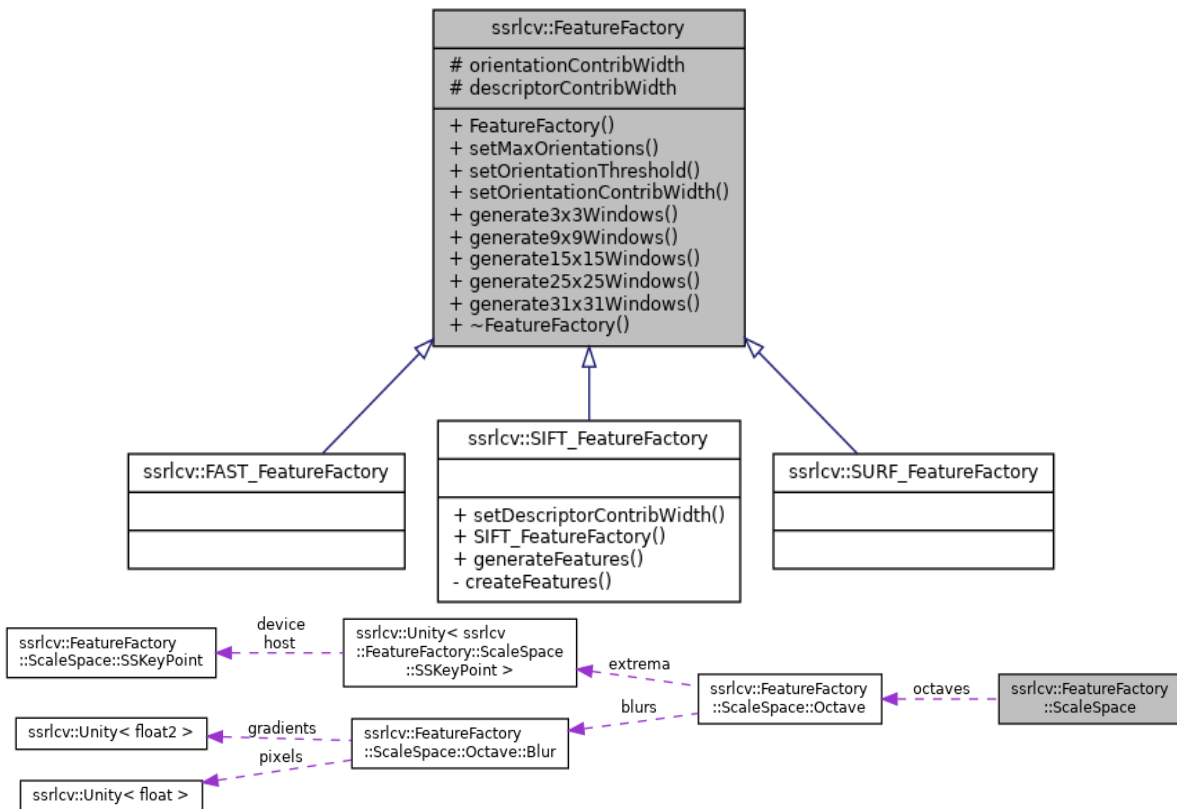 ssrlcv::FeatureFactory
# orientationContribWidth
# descriptorContribWidth
+ FeatureFactory()
+ setMaxOrientations()
+ setOrientationThreshold()
+ setOrientationContribWidth()
+ generate3x3Windows()
+ generate9x9Windows()
+ generate15x15Windows()
+ generate25x25Windows()
+ generate31x31Windows()
+ ~FeatureFactory()
ssrlcv::FAST_FeatureFactory
ssrlcv::SIFT_FeatureFactory
+ setDescriptorContribWidth()
+ SIFT_FeatureFactory()
+ generateFeatures()
- createFeatures()
ssrlcv::SURF_FeatureFactory
ssrlcv::FeatureFactory
::ScaleSpace::SSKeyPoint
device
host
ssrlcv::Unity< ssrlcv
::FeatureFactory::ScaleSpace
::SSKeyPoint >
extrema
ssrlcv::FeatureFactory
::ScaleSpace::Octave
octaves
ssrlcv::FeatureFactory
::ScaleSpace
blurs
ssrlcv::Unity< float2 >
gradients
ssrlcv::FeatureFactory
::ScaleSpace::Octave::Blur
pixels
ssrlcv::Unity< float >